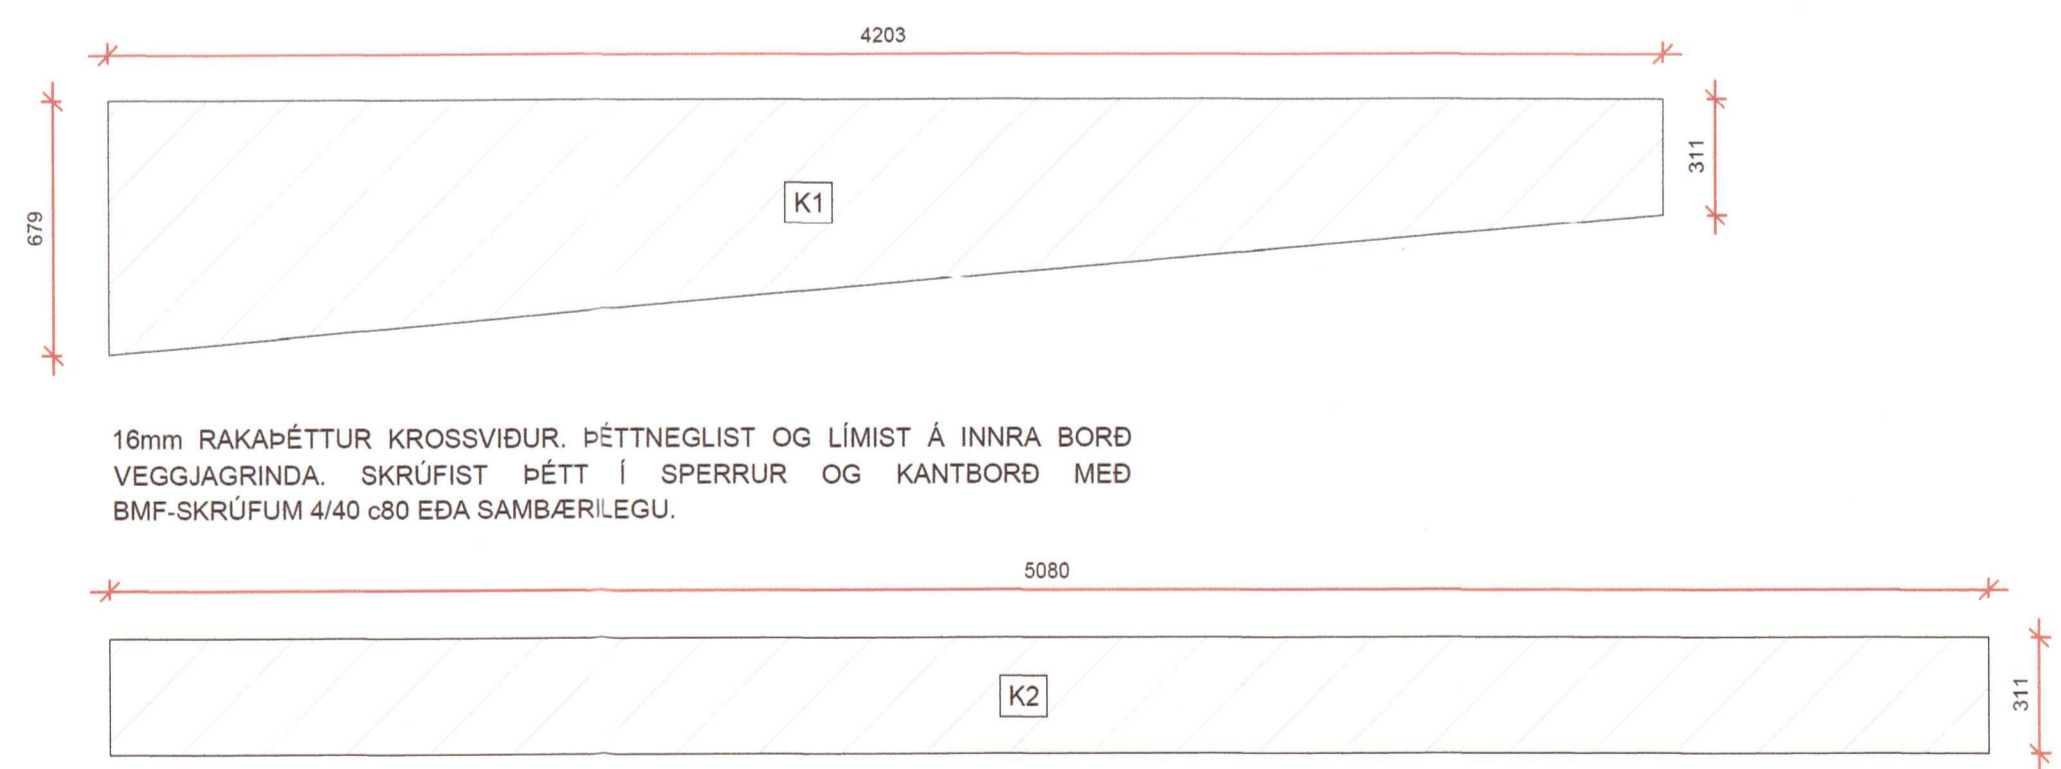 4203
311
K1
679
16mm RAKAÞÉTTUR KROSSVIÐUR. ÞÉTTNEGLIST OG LÍMIST Á INNRA BORÐ
VEGGJAGRINDA. SKRÚFIST ÞÉTT Í SPERRUR OG KANTBORÐ MEÐ
BMF-SKRÚFUM 4/40 c80 EÐA SAMBÆRILEGU.
5080
K2
311